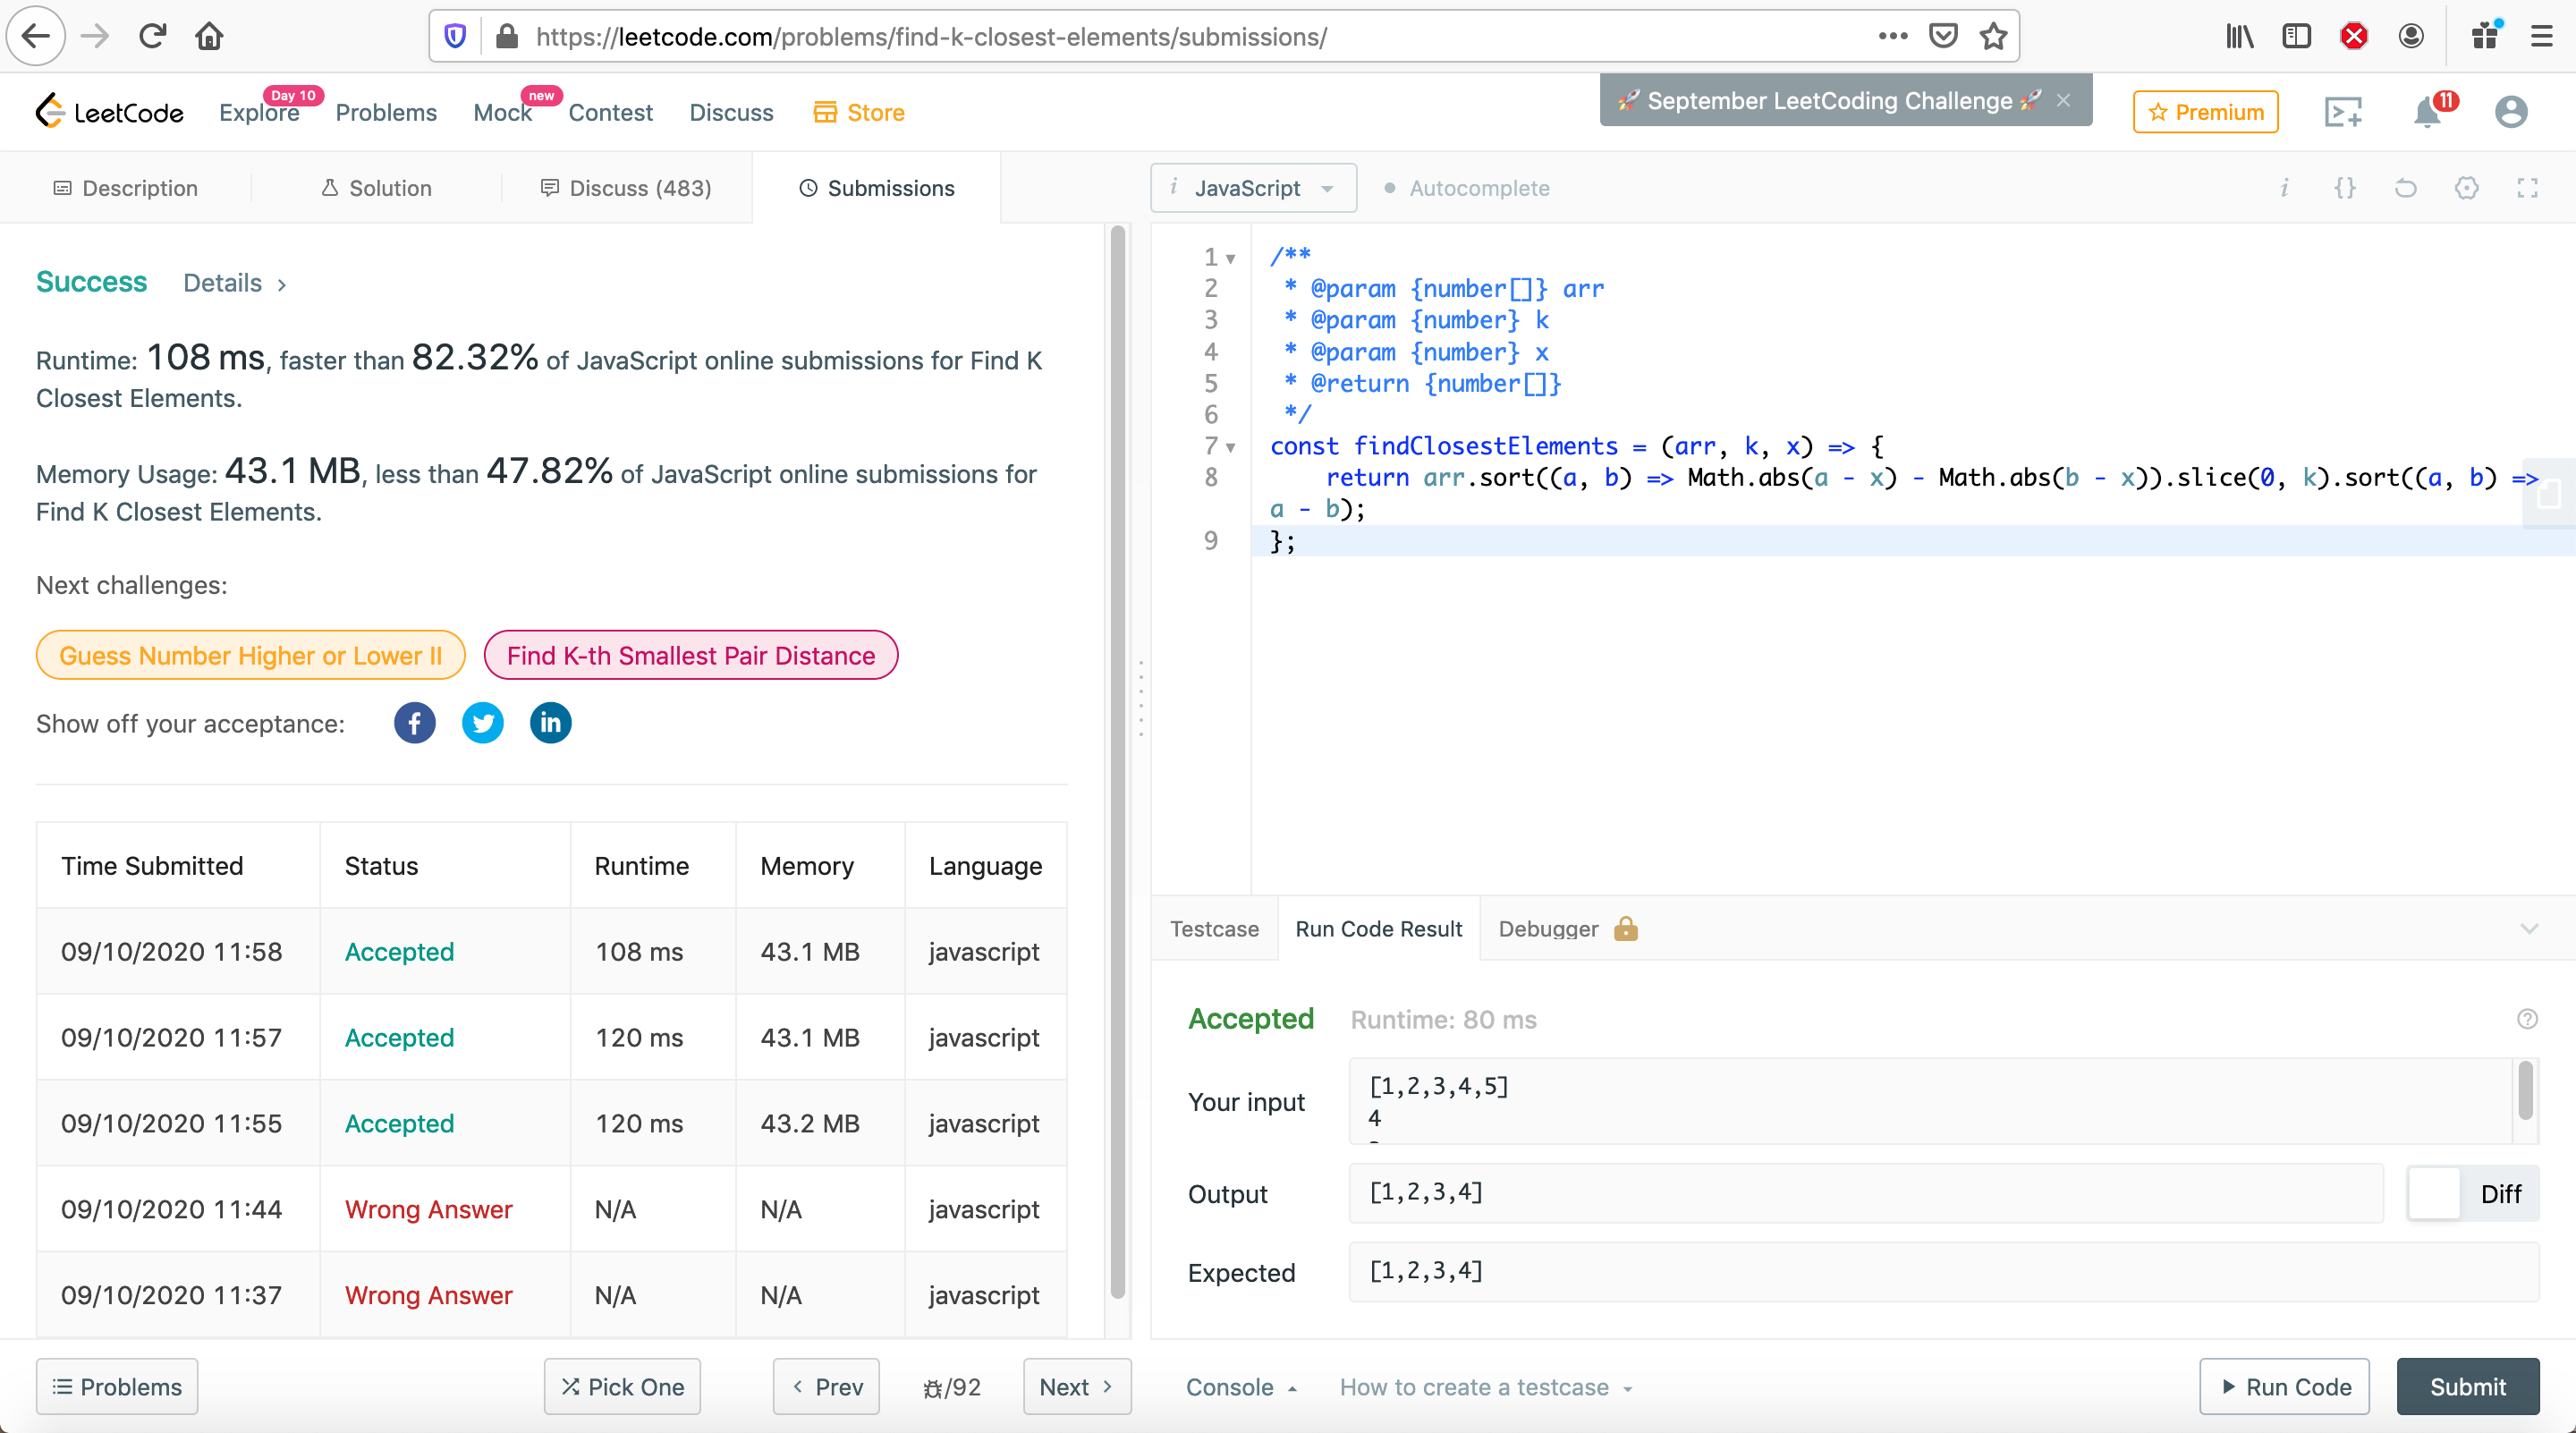 https://leetcode.com/problems/find-k-closest-elements/submissions/
LeetCode
Explore
Day 10
Problems
Mock
new
Contest
Discuss
Store
🚀 September LeetCoding Challenge 🚀 ×
Premium
11
Description
Solution
Discuss (483)
Submissions
i JavaScript
Autocomplete
i {}
Success Details >
Runtime: 108 ms, faster than 82.32% of JavaScript online submissions for Find K
Closest Elements.
Memory Usage: 43.1 MB, less than 47.82% of JavaScript online submissions for
Find K Closest Elements.
Next challenges:
Guess Number Higher or Lower II
Find K-th Smallest Pair Distance
Show off your acceptance:
Time Submitted Status Runtime Memory Language
09/10/2020 11:58 Accepted 108 ms 43.1 MB javascript
09/10/2020 11:57 Accepted 120 ms 43.1 MB javascript
09/10/2020 11:55 Accepted 120 ms 43.2 MB javascript
09/10/2020 11:44 Wrong Answer N/A N/A javascript
09/10/2020 11:37 Wrong Answer N/A N/A javascript
Problems
Pick One
< Prev
/92
Next >
1 /**
2 * @param {number[]} arr
3 * @param {number} k
4 * @param {number} x
5 * @return {number[]}
6 */
7 const findClosestElements = (arr, k, x) => {
8 return arr.sort((a, b) => Math.abs(a - x) - Math.abs(b - x)).slice(0, k).sort((a, b) =>
a - b);
9 };
Testcase
Run Code Result
Debugger
Accepted Runtime: 80 ms
Your input
[1,2,3,4,5]
4
Output
[1,2,3,4]
Diff
Expected
[1,2,3,4]
Console
How to create a testcase
Run Code
Submit